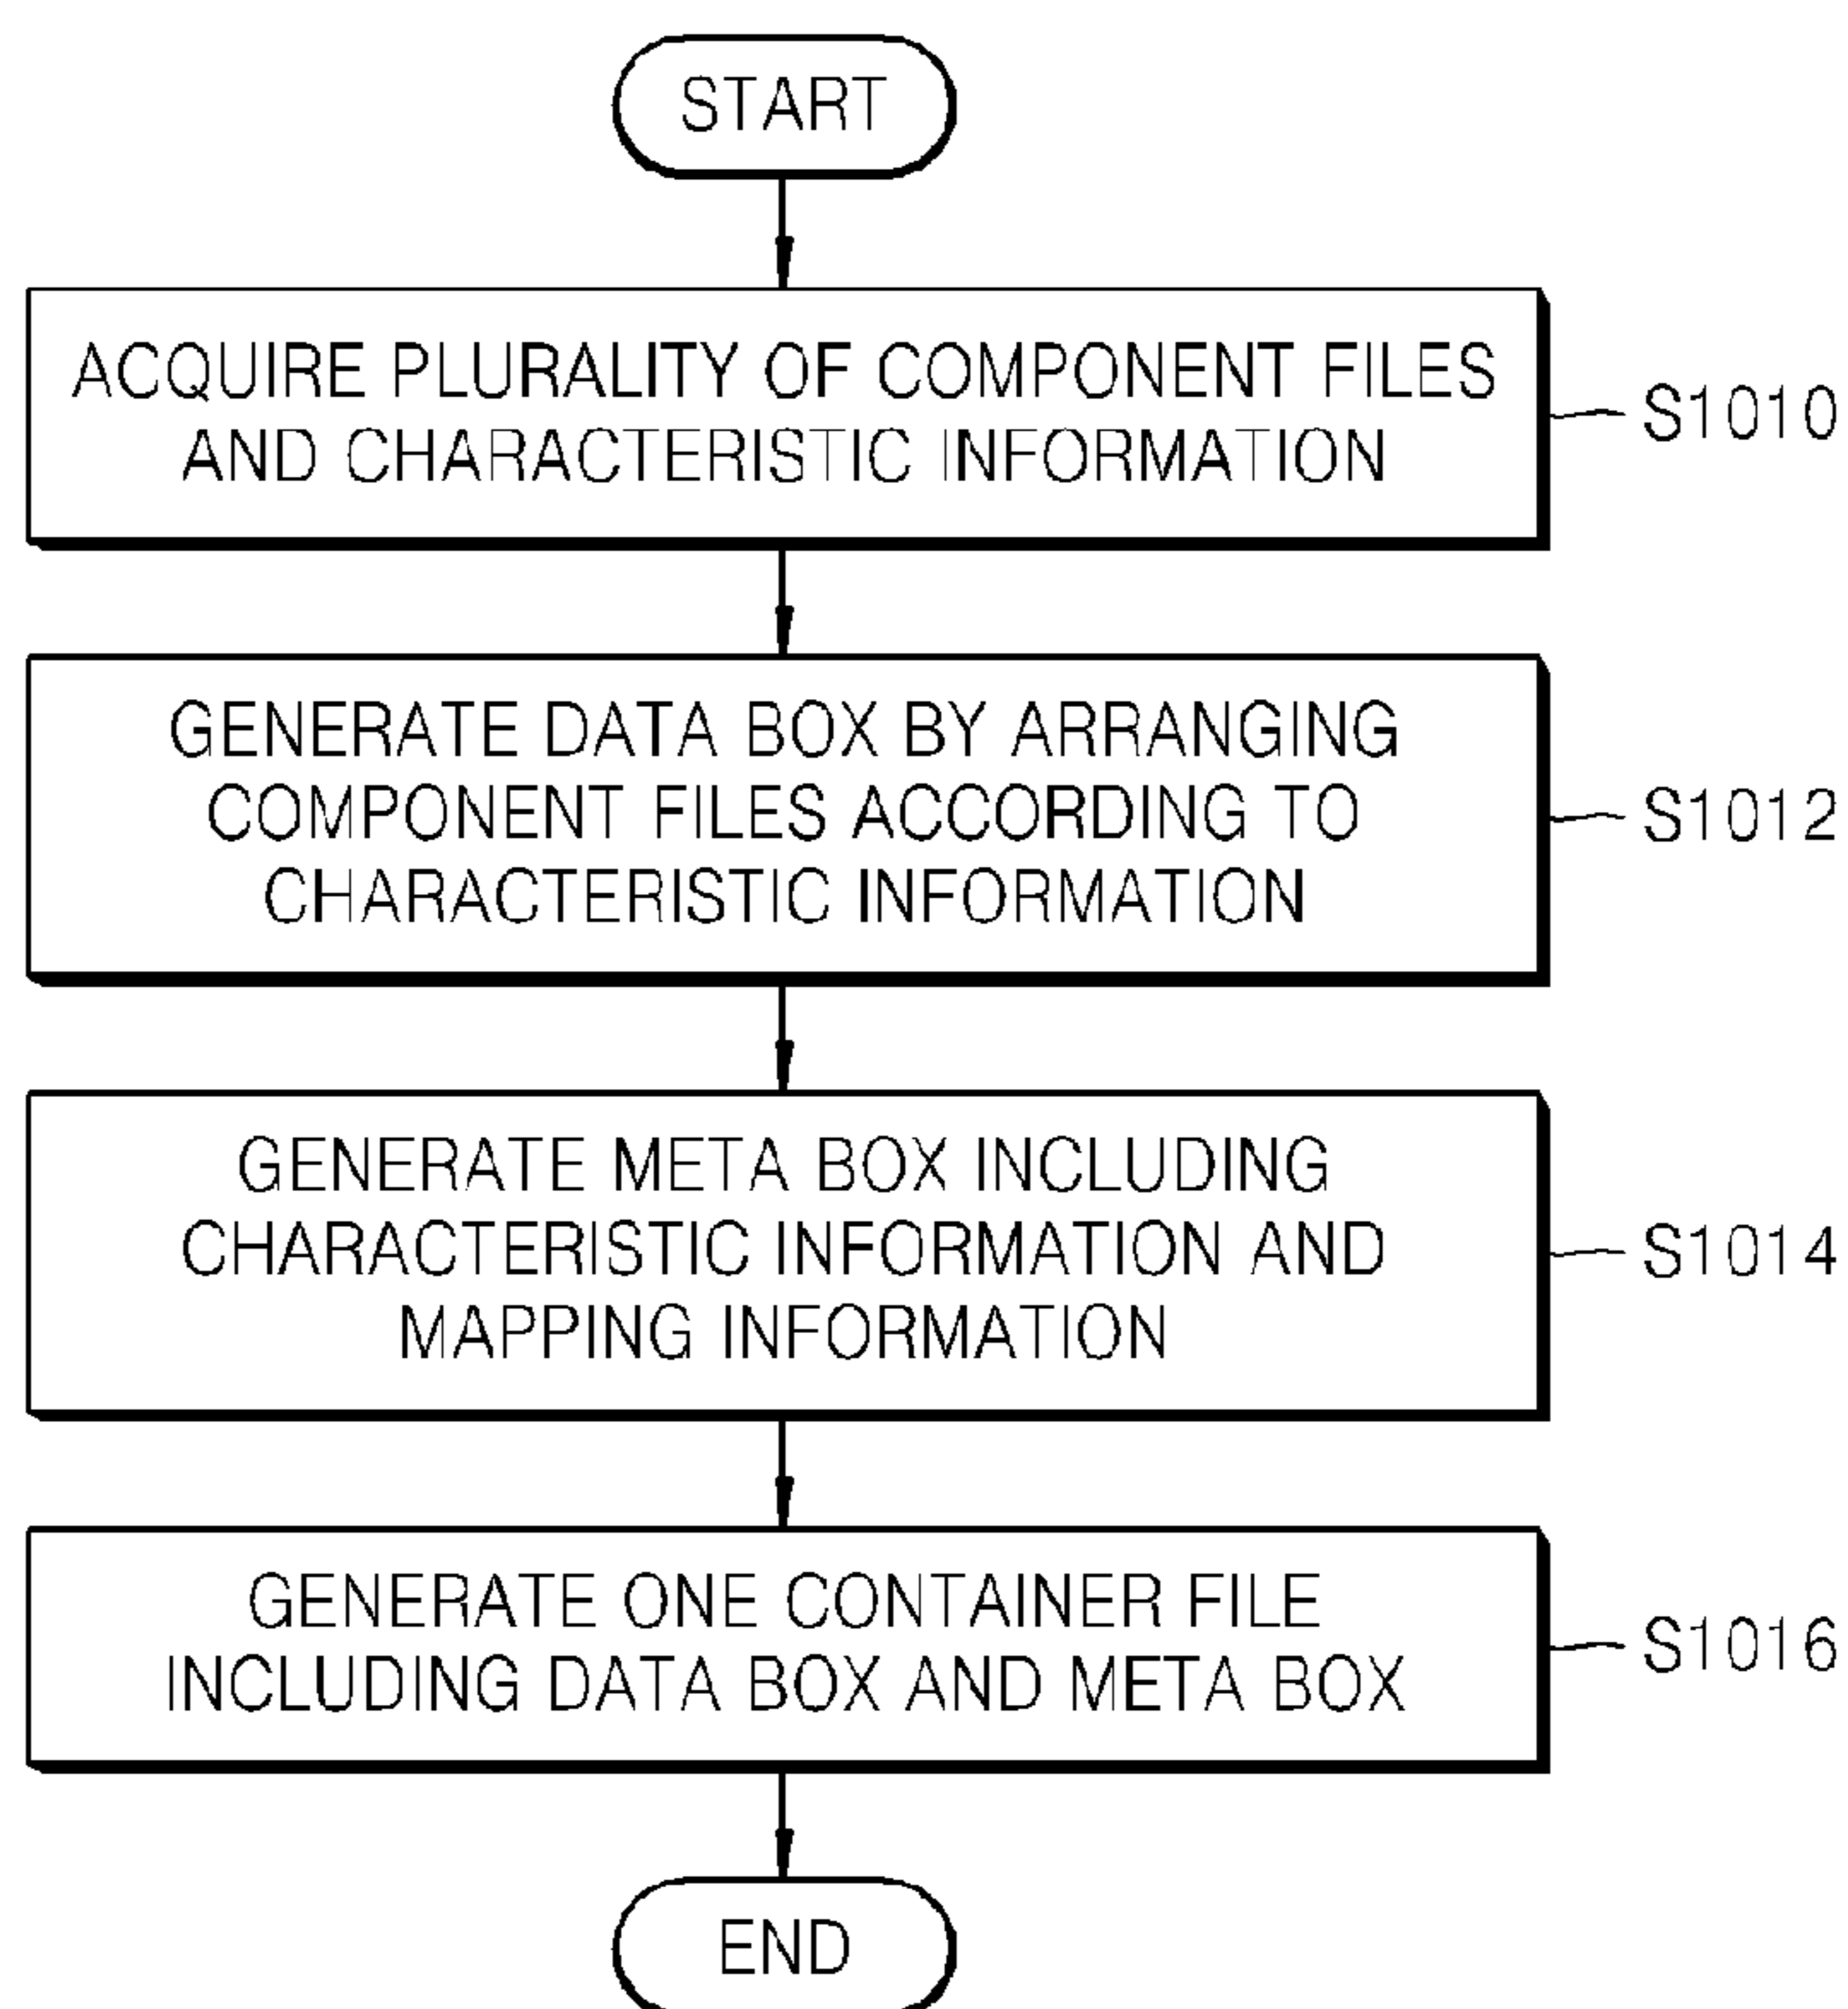 START
ACQUIRE PLURALITY OF COMPONENT FILES
AND CHARACTERISTIC INFORMATION
S1010
GENERATE DATA BOX BY ARRANGING
COMPONENT FILES ACCORDING TO
CHARACTERISTIC INFORMATION
S1012
GENERATE META BOX INCLUDING
CHARACTERISTIC INFORMATION AND
MAPPING INFORMATION
S1014
GENERATE ONE CONTAINER FILE
INCLUDING DATA BOX AND META BOX
S1016
END